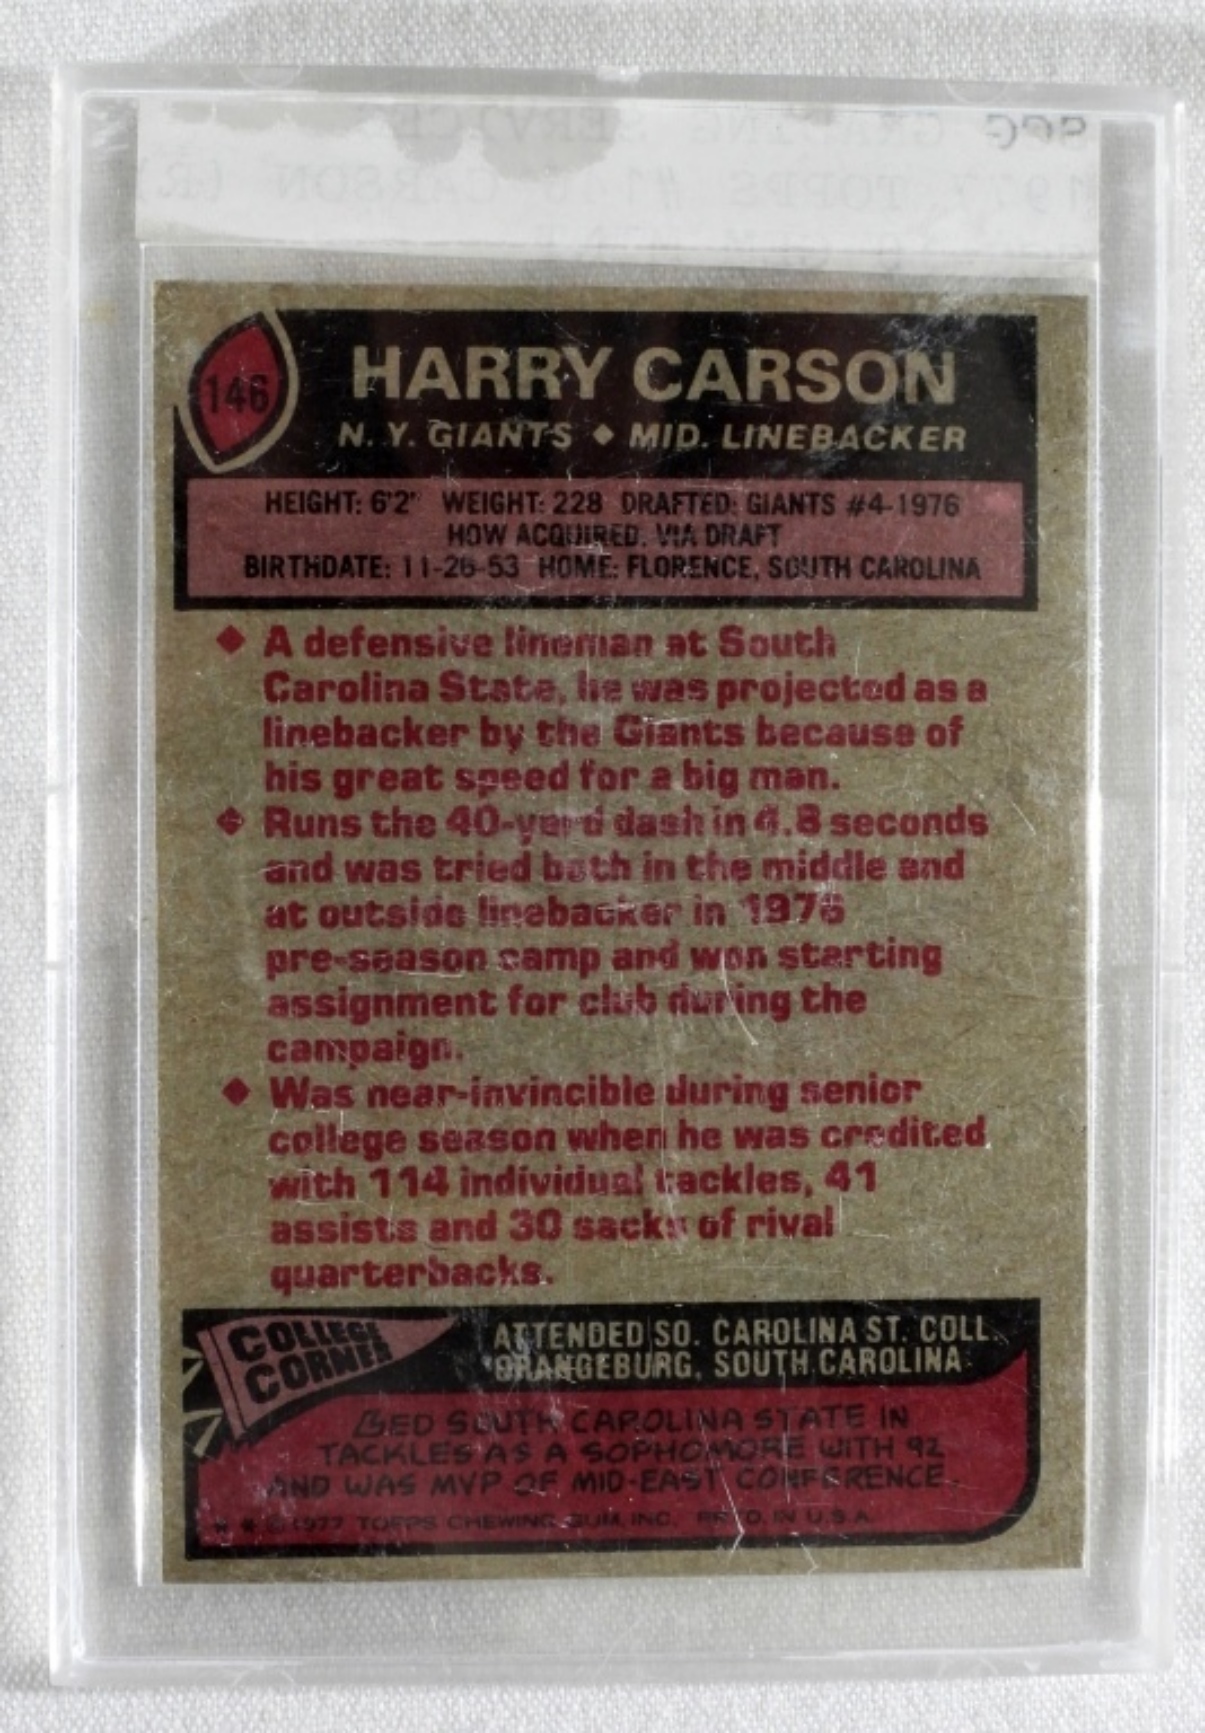 GRADING SERVICE
1977 TOPPS #146 CARSON (R)
146
HARRY CARSON
N. Y. GIANTS ◆ MID. LINEBACKER
HEIGHT: 6'2" WEIGHT: 228 DRAFTED: GIANTS #4-1976
HOW ACQUIRED: VIA DRAFT
BIRTHDATE: 11-26-53 HOME: FLORENCE, SOUTH CAROLINA
◆ A defensive lineman at South
Carolina State, he was projected as a
linebacker by the Giants because of
his great speed for a big man.
◆ Runs the 40-yard dash in 4.8 seconds
and was tried both in the middle and
at outside linebacker in 1976
pre-season camp and won starting
assignment for club during the
campaign.
◆ Was near-invincible during senior
college season when he was credited
with 114 individual tackles, 41
assists and 30 sacks of rival
quarterbacks.
COLLEGE
CORNER
ATTENDED SO. CAROLINA ST. COLL.
ORANGEBURG, SOUTH CAROLINA
LED SOUTH CAROLINA STATE IN
TACKLES AS A SOPHOMORE WITH 92
AND WAS MVP OF MID-EAST CONFERENCE.
* * © 1977 TOPPS CHEWING GUM, INC. PRTD. IN U.S.A.